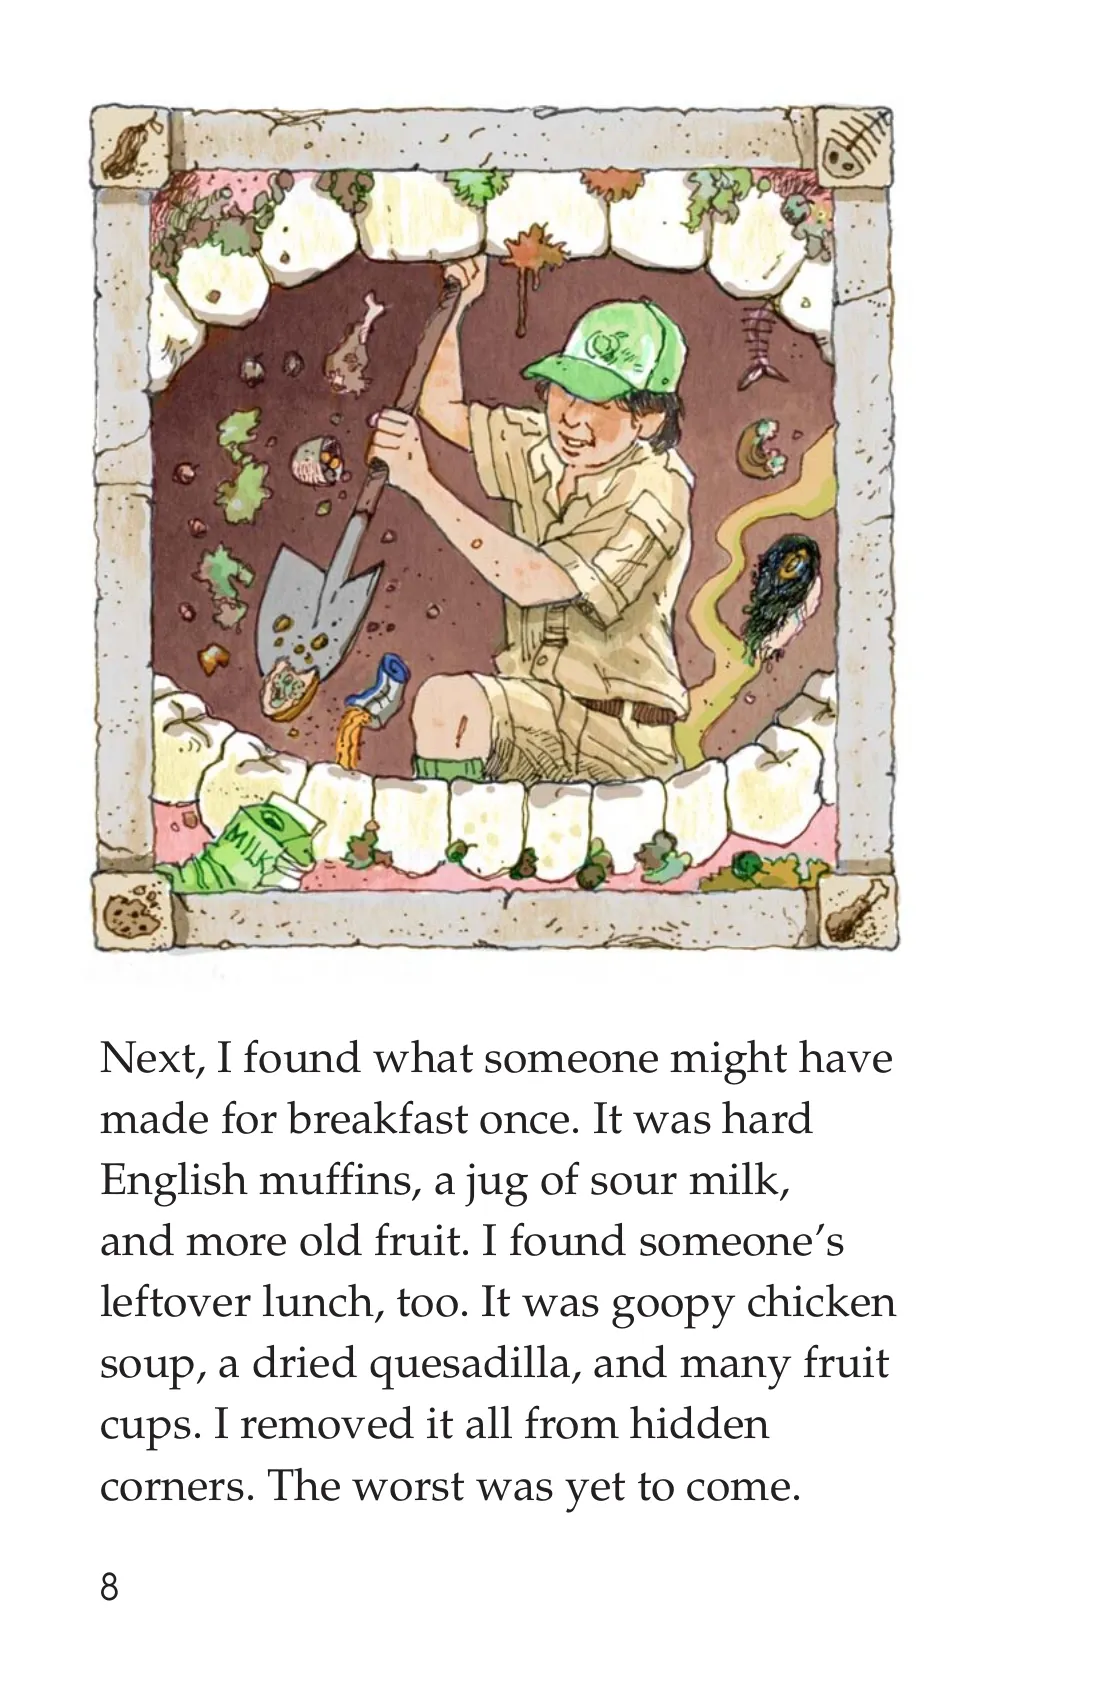 MILK
Next, I found what someone might have
made for breakfast once. It was hard
English muffins, a jug of sour milk,
and more old fruit. I found someone’s
leftover lunch, too. It was goopy chicken
soup, a dried quesadilla, and many fruit
cups. I removed it all from hidden
corners. The worst was yet to come.
8